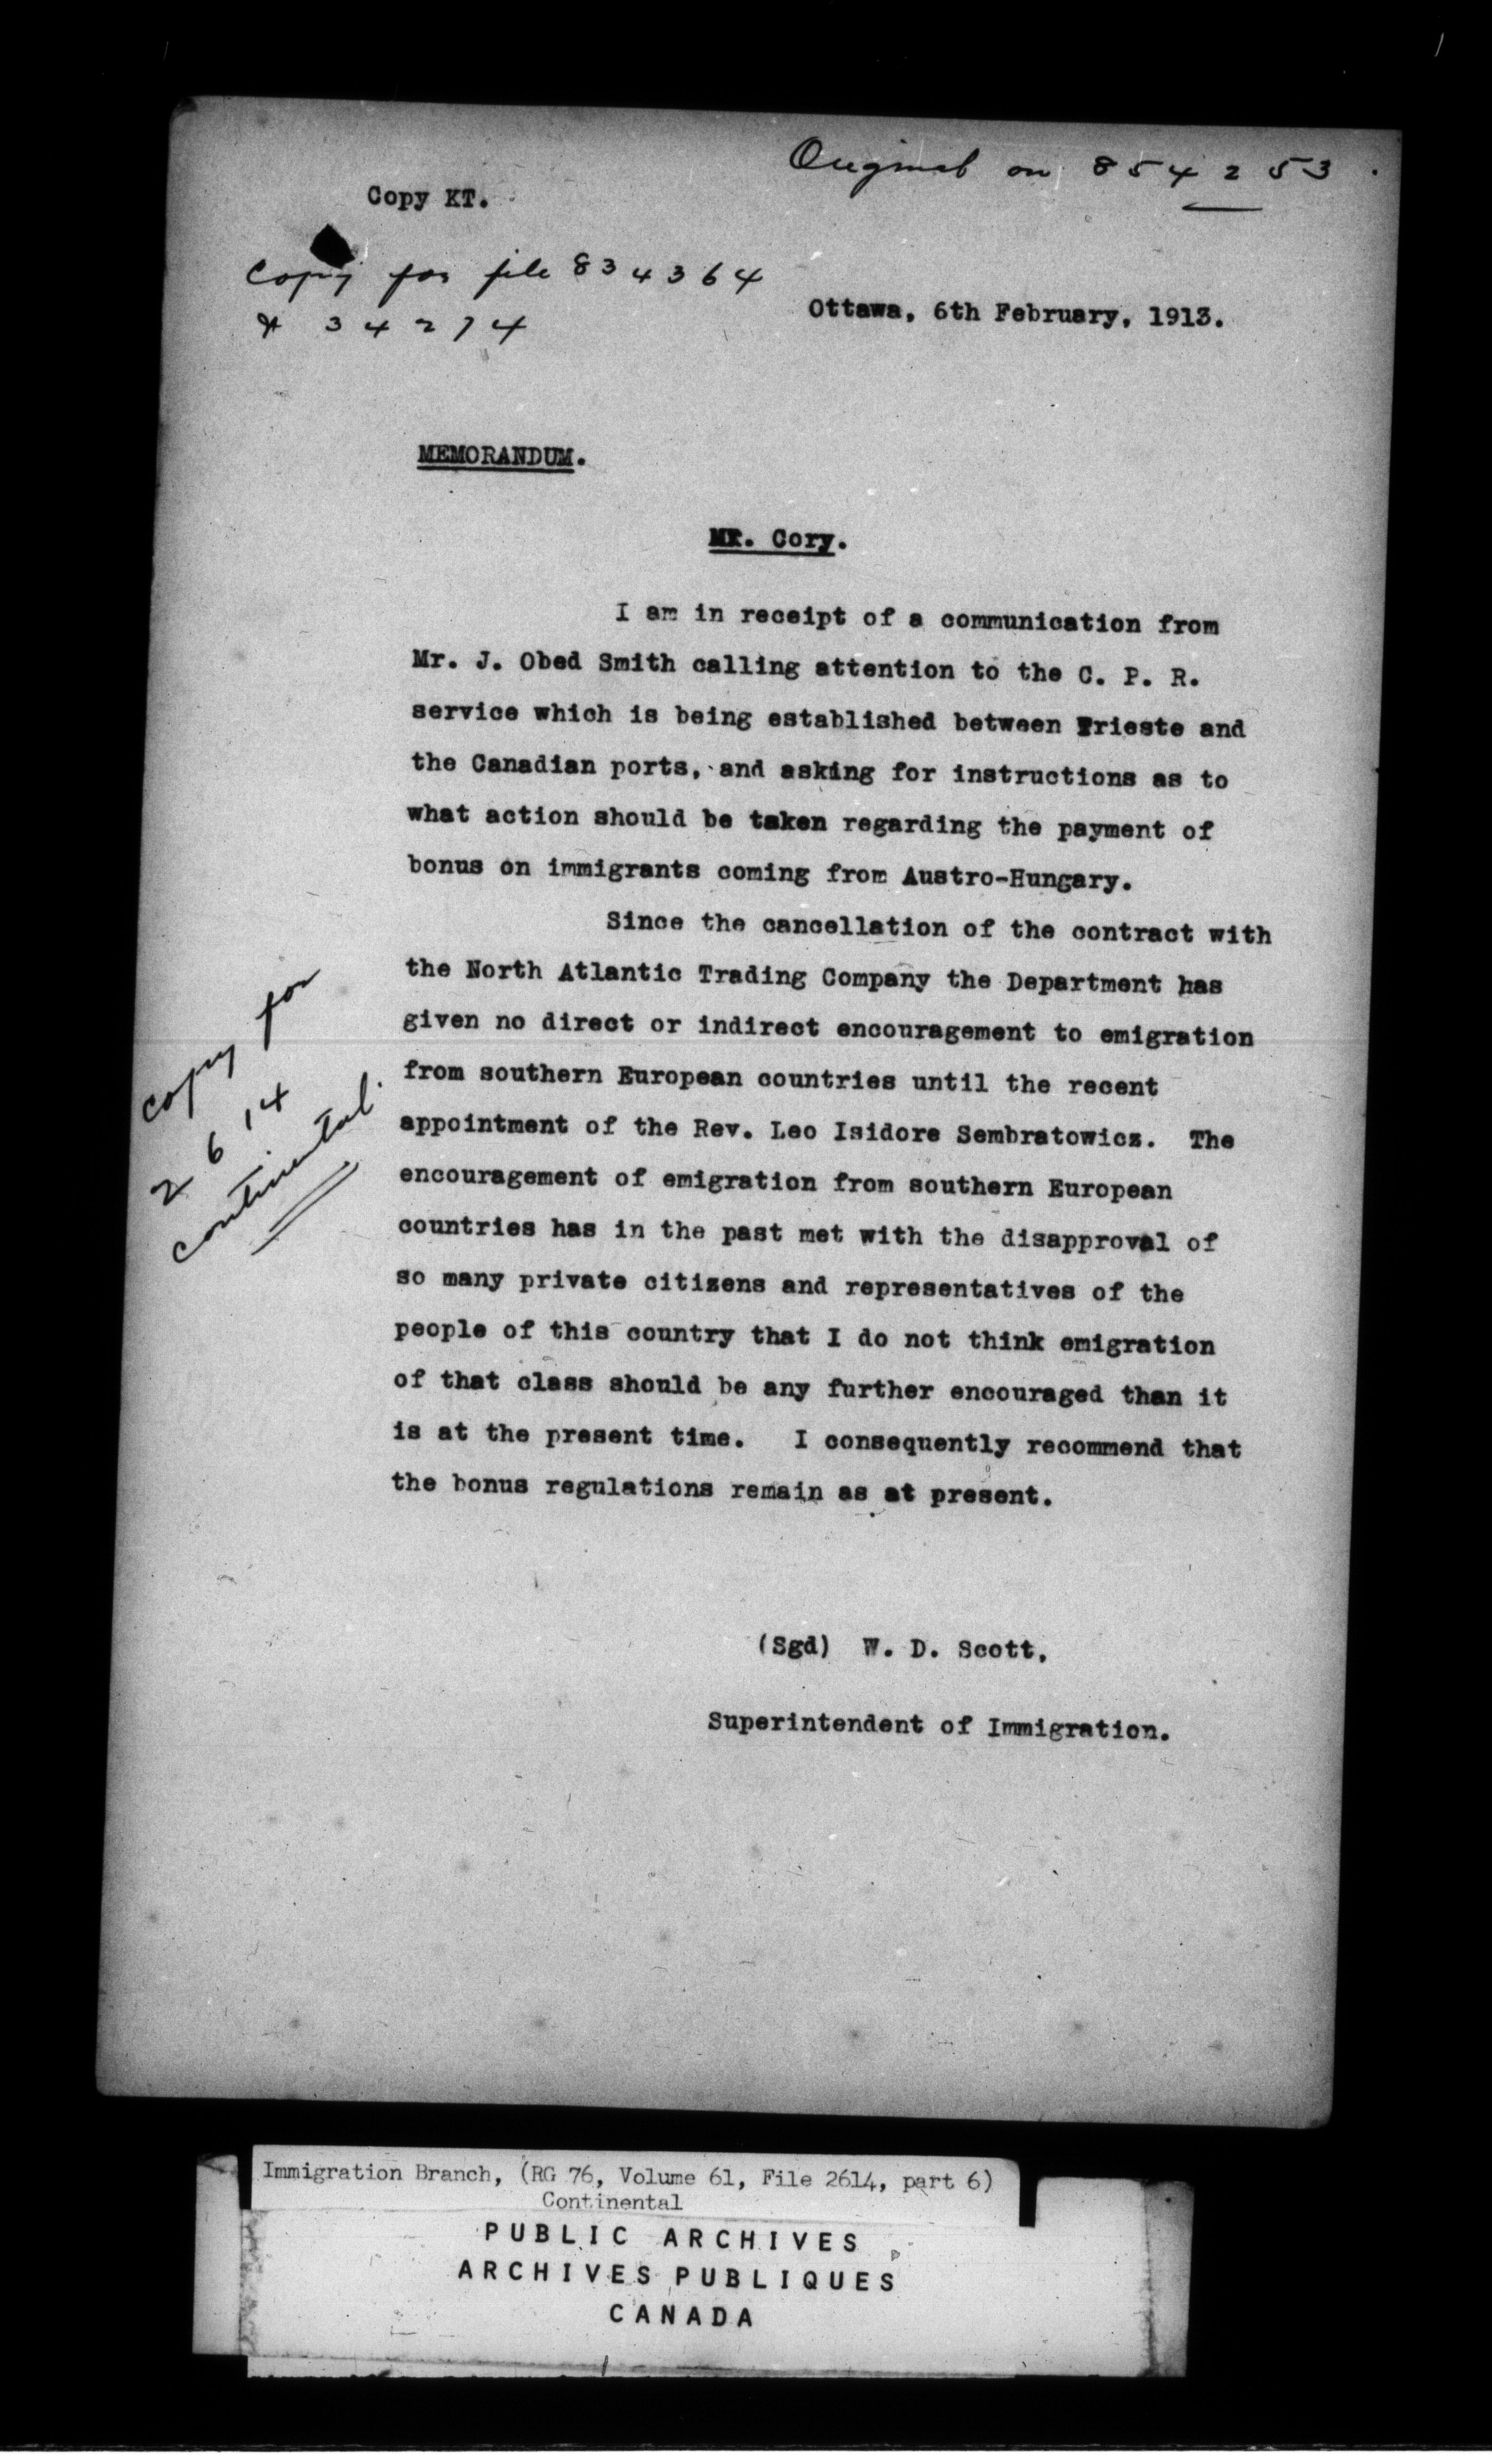 Original on 854253.
Copy KT.
Copy for file 834364
& 34214
Ottawa, 6th February, 1913.
MEMORANDUM.
Mr. Cory.
I am in receipt of a communication from
Mr. J. Obed Smith calling attention to the C. P. R.
service which is being established between Trieste and
the Canadian ports, and asking for instructions as to
what action should be taken regarding the payment of
bonus on immigrants coming from Austro-Hungary.
Since the cancellation of the contract with
the North Atlantic Trading Company the Department has
given no direct or indirect encouragement to emigration
from southern European countries until the recent
appointment of the Rev. Leo Isidore Sembratowicz. The
encouragement of emigration from southern European
countries has in the past met with the disapproval of
so many private citizens and representatives of the
people of this country that I do not think emigration
of that class should be any further encouraged than it
is at the present time. I consequently recommend that
the bonus regulations remain as at present.
copy for
2614
continental.
(Sgd) W. D. Scott,
Superintendent of Immigration.
Immigration Branch, (RG 76, Volume 61, File 2614, part 6)
Continental
PUBLIC ARCHIVES
ARCHIVES PUBLIQUES
CANADA